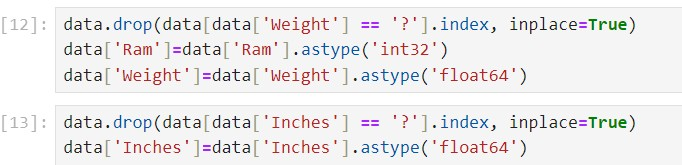 [12]: data.drop(data[data['Weight'] == '?'].index, inplace=True)
data['Ram']=data['Ram'].astype('int32')
data['Weight']=data['Weight'].astype('float64')
[13]: data.drop(data[data['Inches'] == '?'].index, inplace=True)
data['Inches']=data['Inches'].astype('float64')